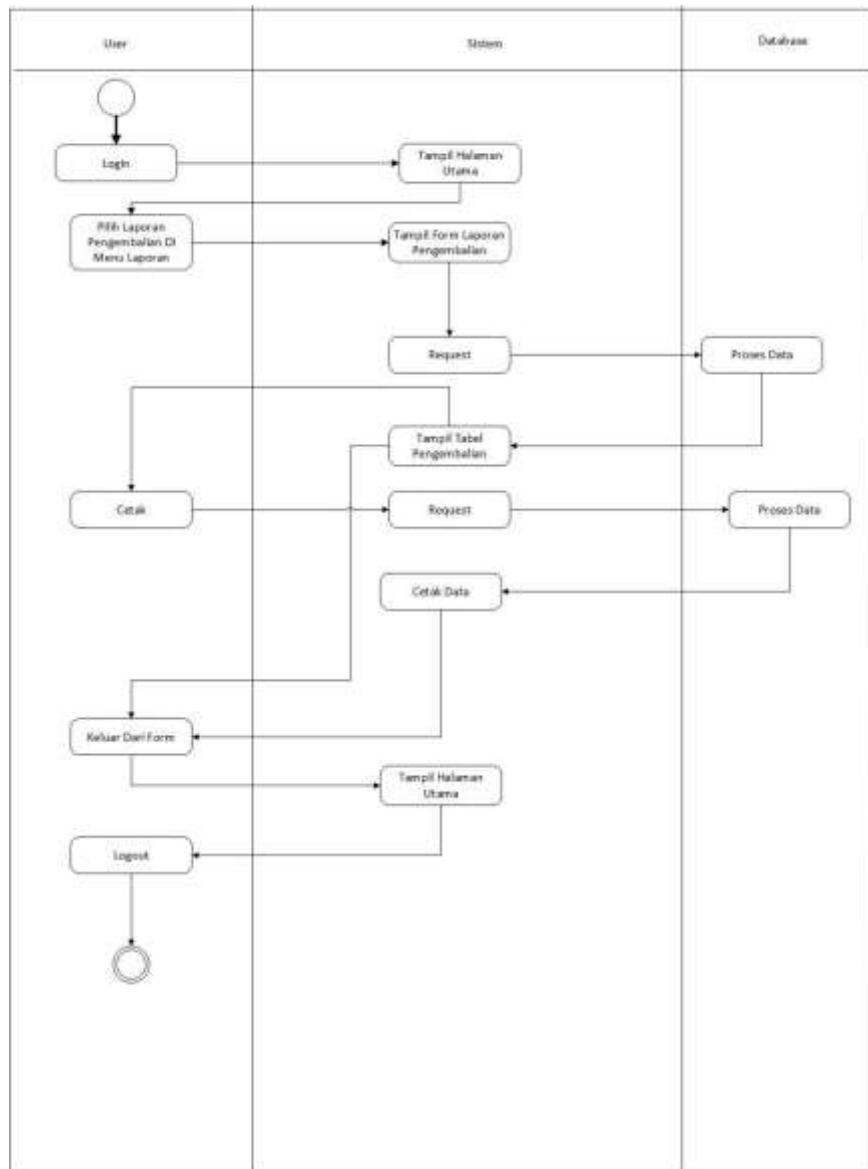 User
Sistem
Database
Login
Tampil Halaman
Utama
Pilih Laporan
Pengembalian Di
Menu Laporan
Tampil Form Laporan
Pengembalian
Request
Proses Data
Tampil Tabel
Pengembalian
Cetak
Request
Proses Data
Cetak Data
Keluar Dari Form
Tampil Halaman
Utama
Logout